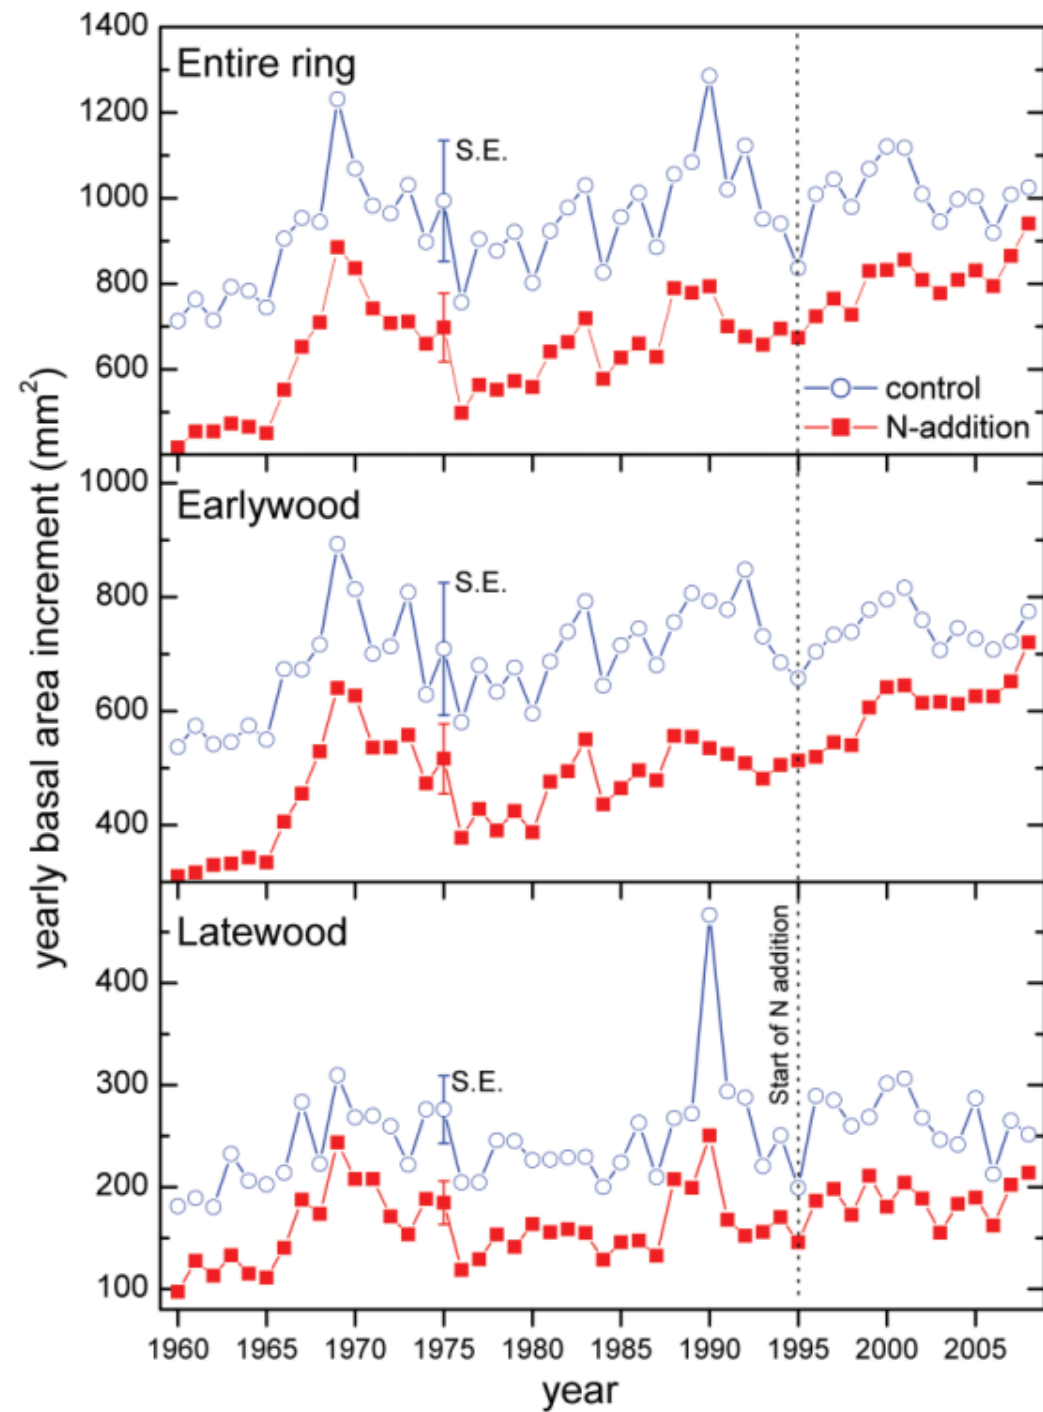 Entire ring
1400
1200
1000
800
600
S.E.
control
N-addition
Earlywood
1000
800
600
400
S.E.
Latewood
400
300
200
100
S.E.
Start of N addition
1960 1965 1970 1975 1980 1985 1990 1995 2000 2005
year
yearly basal area increment (mm²)